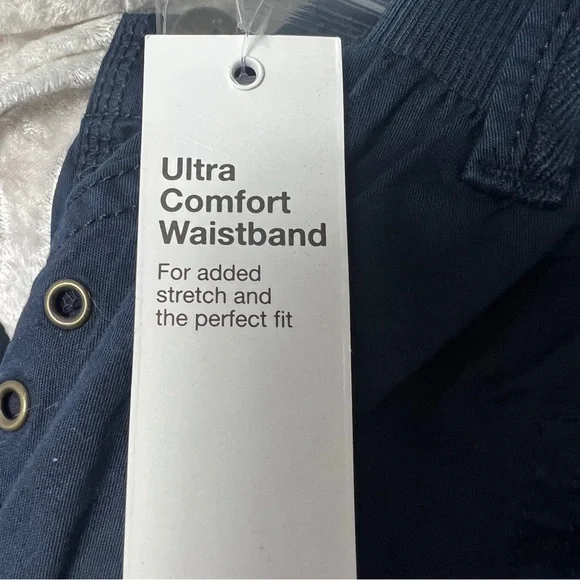 Ultra
Comfort
Waistband
For added
stretch and
the perfect fit